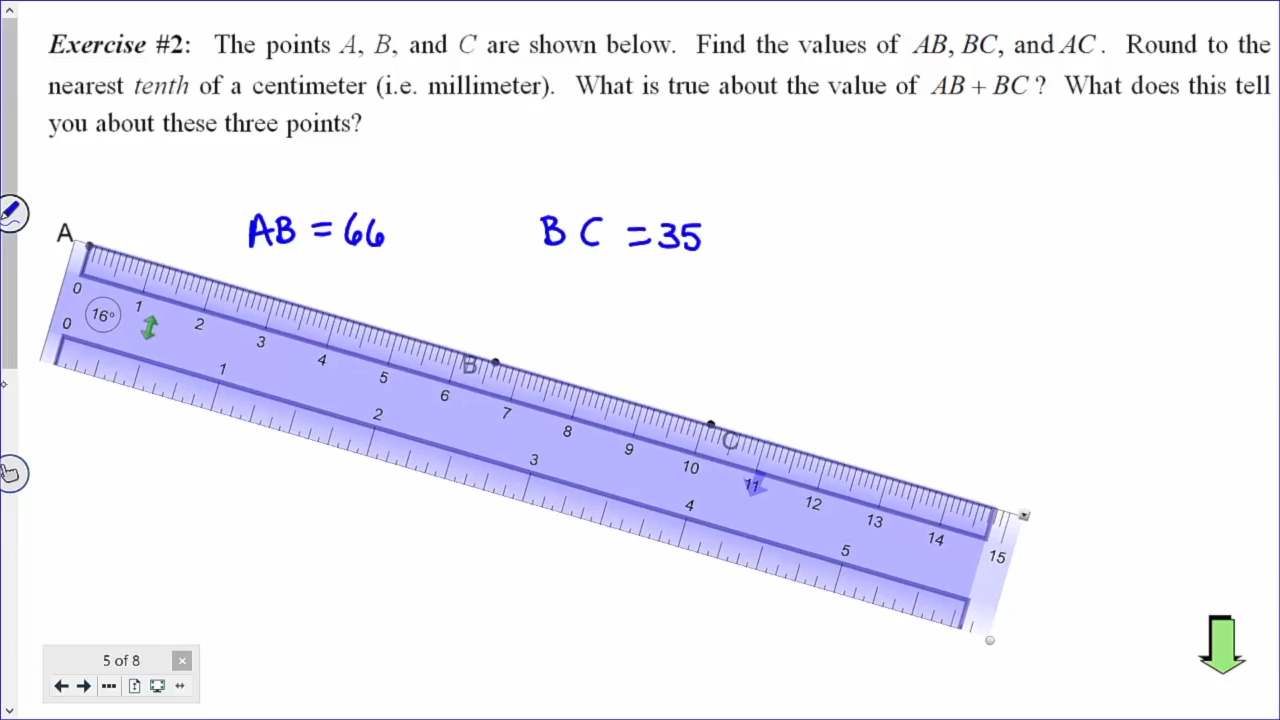 Exercise #2: The points A, B, and C are shown below. Find the values of AB, BC, and AC. Round to the
nearest tenth of a centimeter (i.e. millimeter). What is true about the value of AB + BC? What does this tell
you about these three points?
AB = 66 BC = 35
A
B
C
0 1 2 3 4 5 6 7 8 9 10 11 12 13 14 15
16°
0 1 2 3 4 5
5 of 8